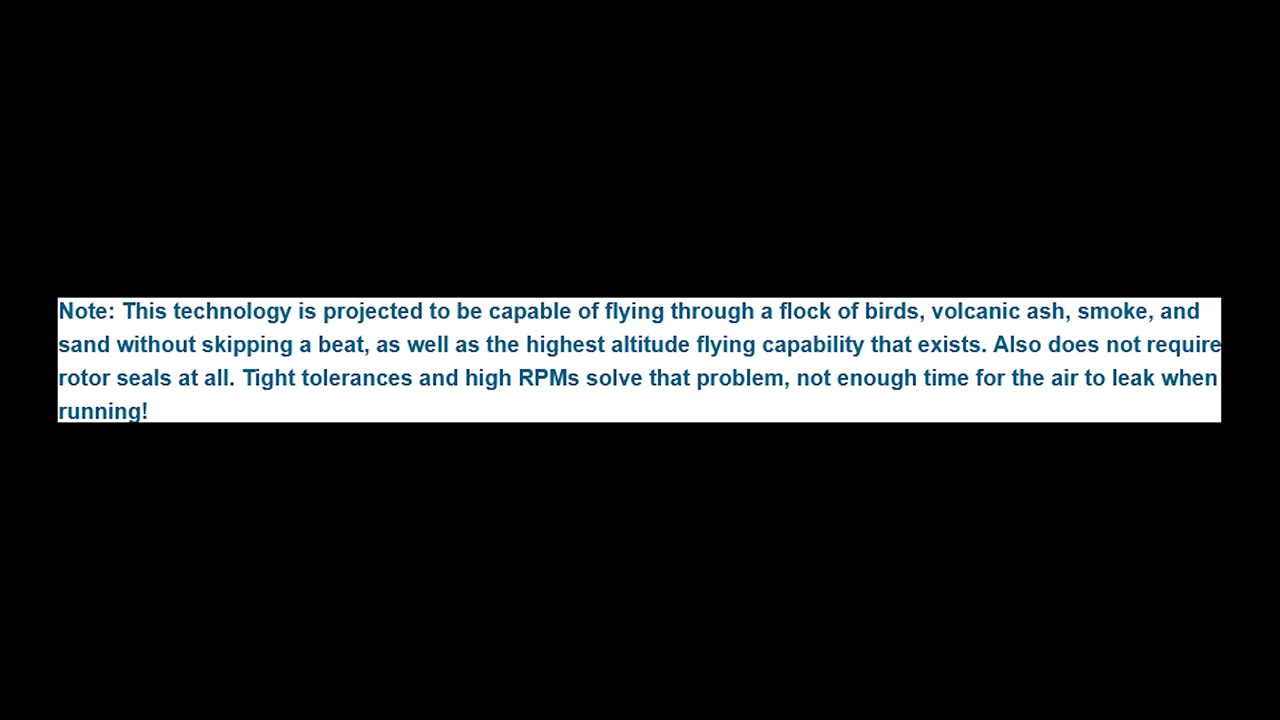 Note: This technology is projected to be capable of flying through a flock of birds, volcanic ash, smoke, and
sand without skipping a beat, as well as the highest altitude flying capability that exists. Also does not require
rotor seals at all. Tight tolerances and high RPMs solve that problem, not enough time for the air to leak when
running!